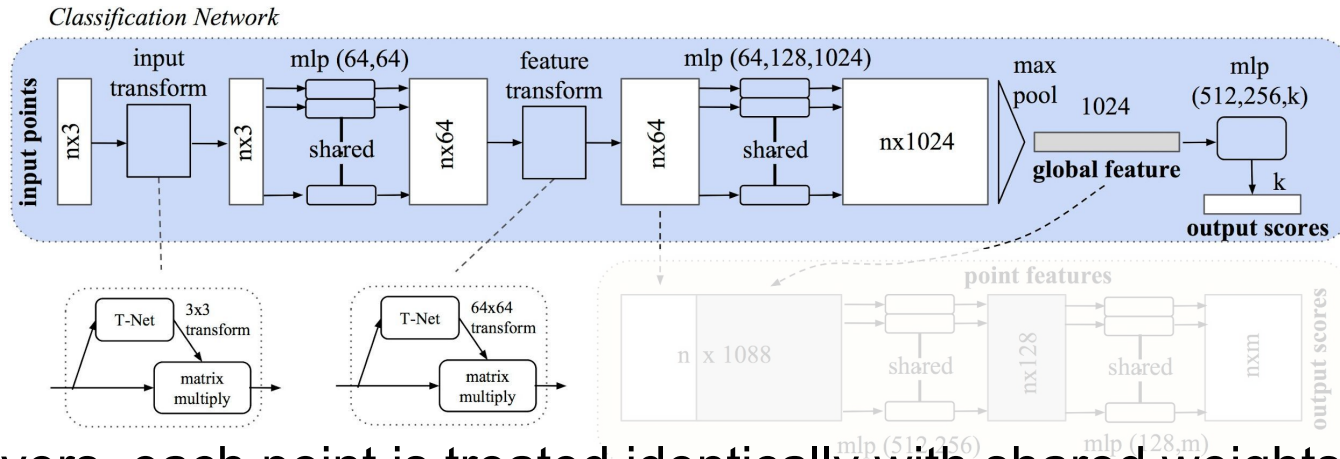 Classification Network
input points
nx3
input
transform
nx3
mlp (64,64)
shared
nx64
feature
transform
nx64
mlp (64,128,1024)
shared
nx1024
max
pool
1024
global feature
mlp
(512,256,k)
k
output scores
T-Net
3x3
transform
matrix
multiply
T-Net
64x64
transform
matrix
multiply
point features
n x 1088
shared
mlp (512,256)
nx128
shared
mlp (128,m)
nxm
output scores
each point is treated identically with shared weights